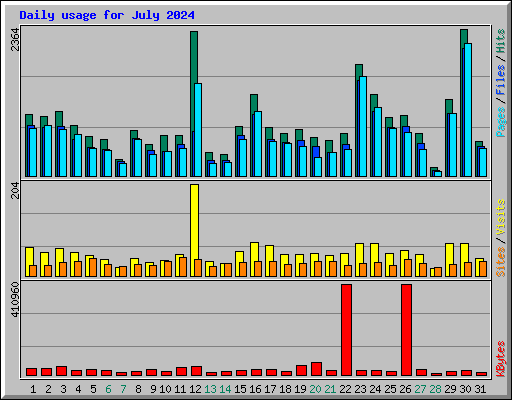 Daily usage for July 2024
2364
Pages / Files / Hits
204
Sites / Visits
410960
KBytes
1 2 3 4 5 6 7 8 9 10 11 12 13 14 15 16 17 18 19 20 21 22 23 24 25 26 27 28 29 30 31